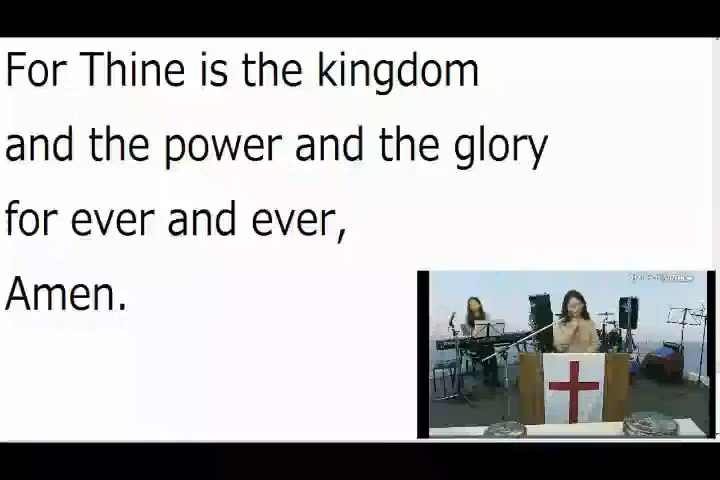 For Thine is the kingdom
and the power and the glory
for ever and ever,
Amen.